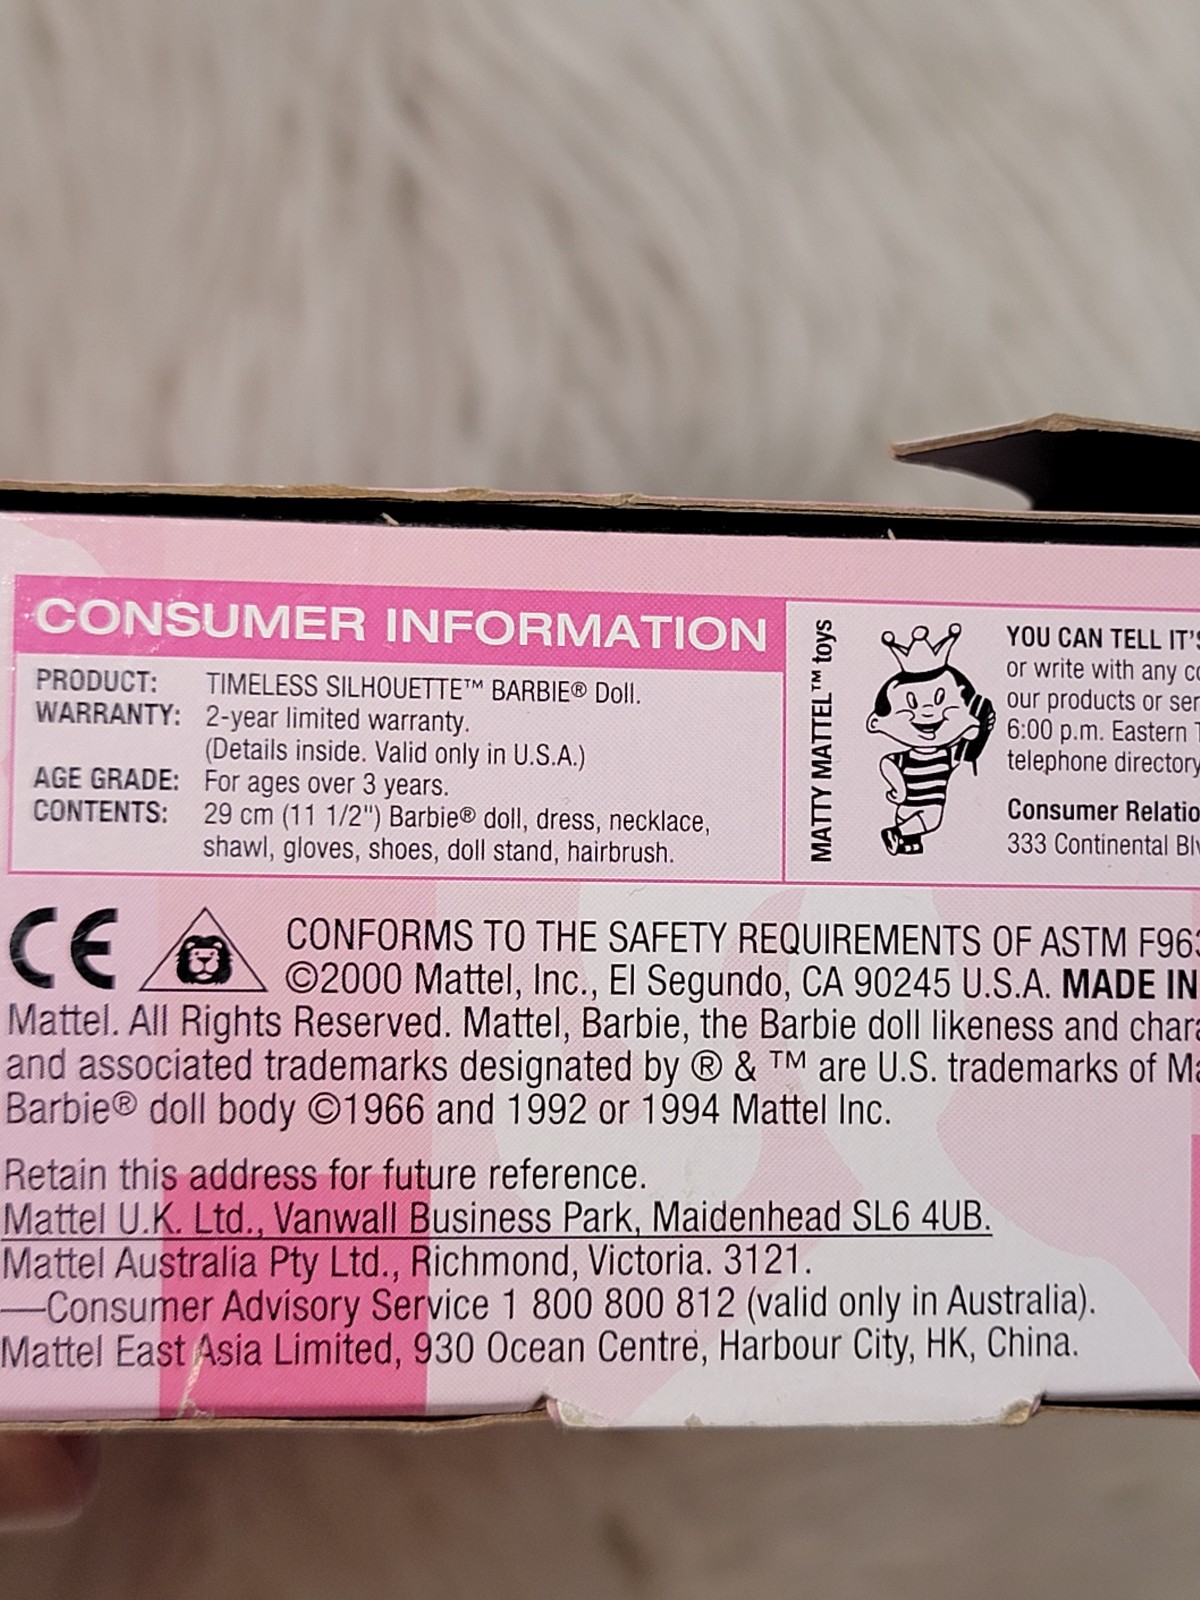 CONSUMER INFORMATION
PRODUCT: TIMELESS SILHOUETTE™ BARBIE® Doll.
WARRANTY: 2-year limited warranty.
(Details inside. Valid only in U.S.A.)
AGE GRADE: For ages over 3 years.
CONTENTS: 29 cm (11 1/2") Barbie® doll, dress, necklace,
shawl, gloves, shoes, doll stand, hairbrush.
MATTY MATTEL™ toys
YOU CAN TELL IT'S
or write with any
our products or
6:00 p.m. Eastern
telephone directory
Consumer
333 Continental
CE
CONFORMS TO THE SAFETY REQUIREMENTS OF ASTM
©2000 Mattel, Inc., El Segundo, CA 90245 U.S.A. MADE IN
Mattel. All Rights Reserved. Mattel, Barbie, the Barbie doll likeness and
and associated trademarks designated by ® & ™ are U.S. trademarks of
Barbie® doll body ©1966 and 1992 or 1994 Mattel Inc.
Retain this address for future reference.
Mattel U.K. Ltd., Vanwall Business Park, Maidenhead SL6 4UB.
Mattel Australia Pty Ltd., Richmond, Victoria. 3121.
—Consumer Advisory Service 1 800 800 812 (valid only in Australia).
Mattel East Asia Limited, 930 Ocean Centre, Harbour City, HK, China.